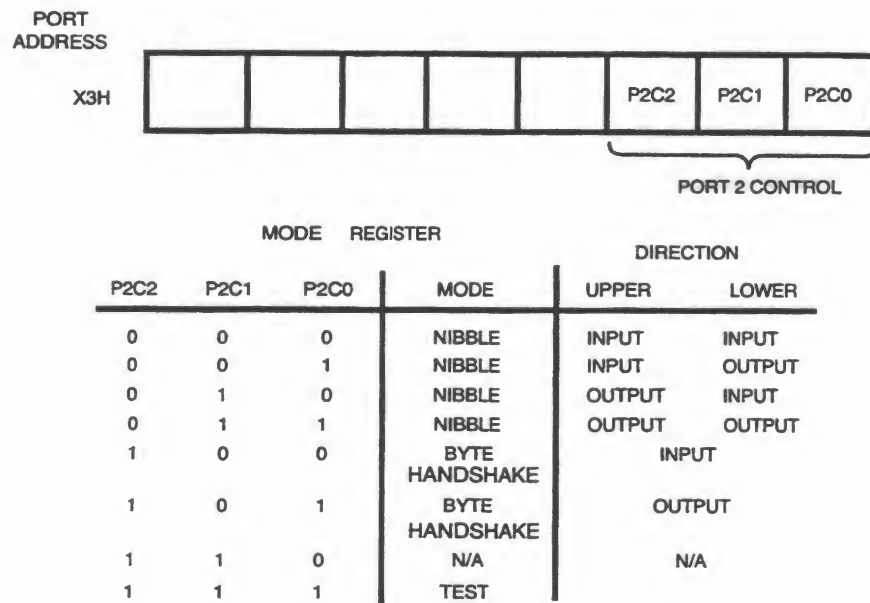 PORT
ADDRESS
X3H P2C2 P2C1 P2C0
PORT 2 CONTROL
MODE REGISTER
DIRECTION
P2C2 P2C1 P2C0 MODE UPPER LOWER
0 0 0 NIBBLE INPUT INPUT
0 0 1 NIBBLE INPUT OUTPUT
0 1 0 NIBBLE OUTPUT INPUT
0 1 1 NIBBLE OUTPUT OUTPUT
1 0 0 BYTE INPUT
HANDSHAKE
1 0 1 BYTE OUTPUT
HANDSHAKE
1 1 0 N/A N/A
1 1 1 TEST